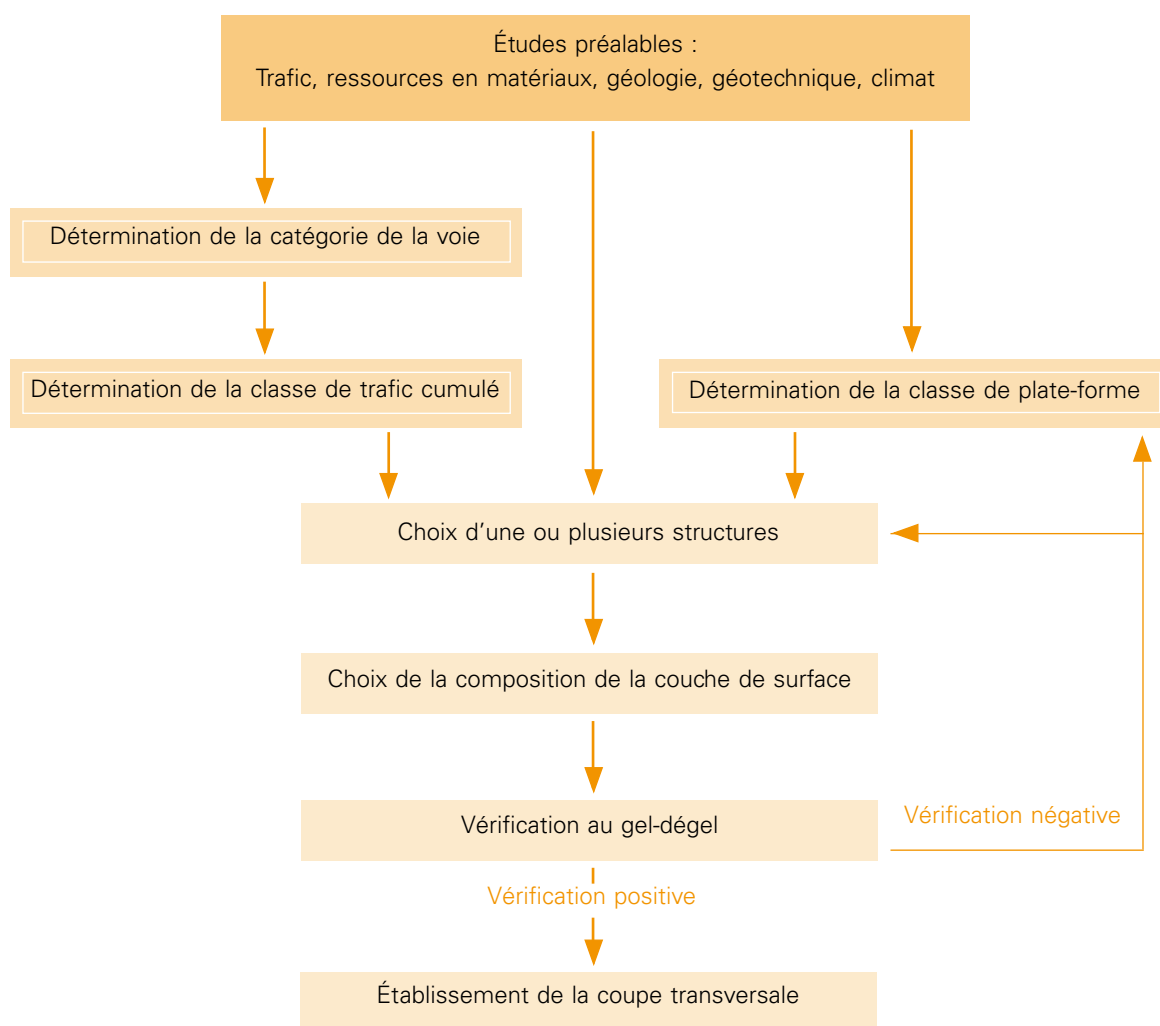 Études préalables :
Trafic, ressources en matériaux, géologie, géotechnique, climat
Détermination de la catégorie de la voie
Détermination de la classe de trafic cumulé
Détermination de la classe de plate-forme
Choix d’une ou plusieurs structures
Choix de la composition de la couche de surface
Vérification au gel-dégel
Vérification négative
Vérification positive
Établissement de la coupe transversale